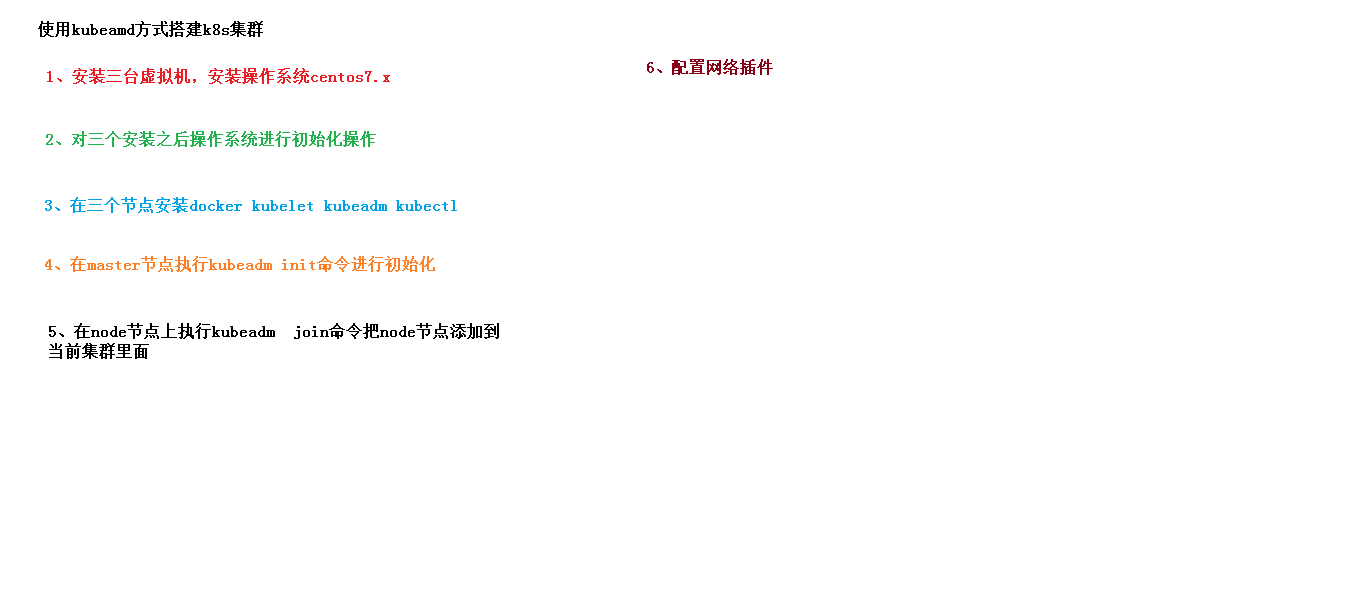 使用kubeamd方式搭建k8s集群
1、安装三台虚拟机，安装操作系统centos7.x
2、对三个安装之后操作系统进行初始化操作
3、在三个节点安装docker kubelet kubeadm kubectl
4、在master节点执行kubeadm init命令进行初始化
5、在node节点上执行kubeadm  join命令把node节点添加到
当前集群里面
6、配置网络插件